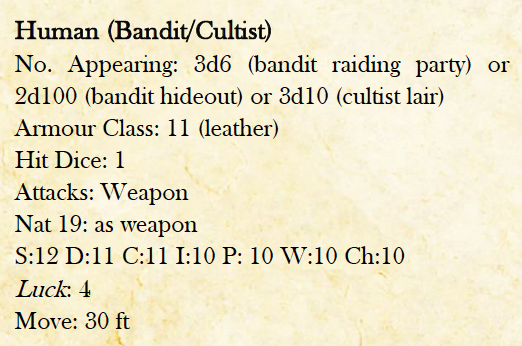 Human (Bandit/Cultist)
No. Appearing: 3d6 (bandit raiding party) or
2d100 (bandit hideout) or 3d10 (cultist lair)
Armour Class: 11 (leather)
Hit Dice: 1
Attacks: Weapon
Nat 19: as weapon
S:12 D:11 C:11 I:10 P: 10 W:10 Ch:10
Luck: 4
Move: 30 ft